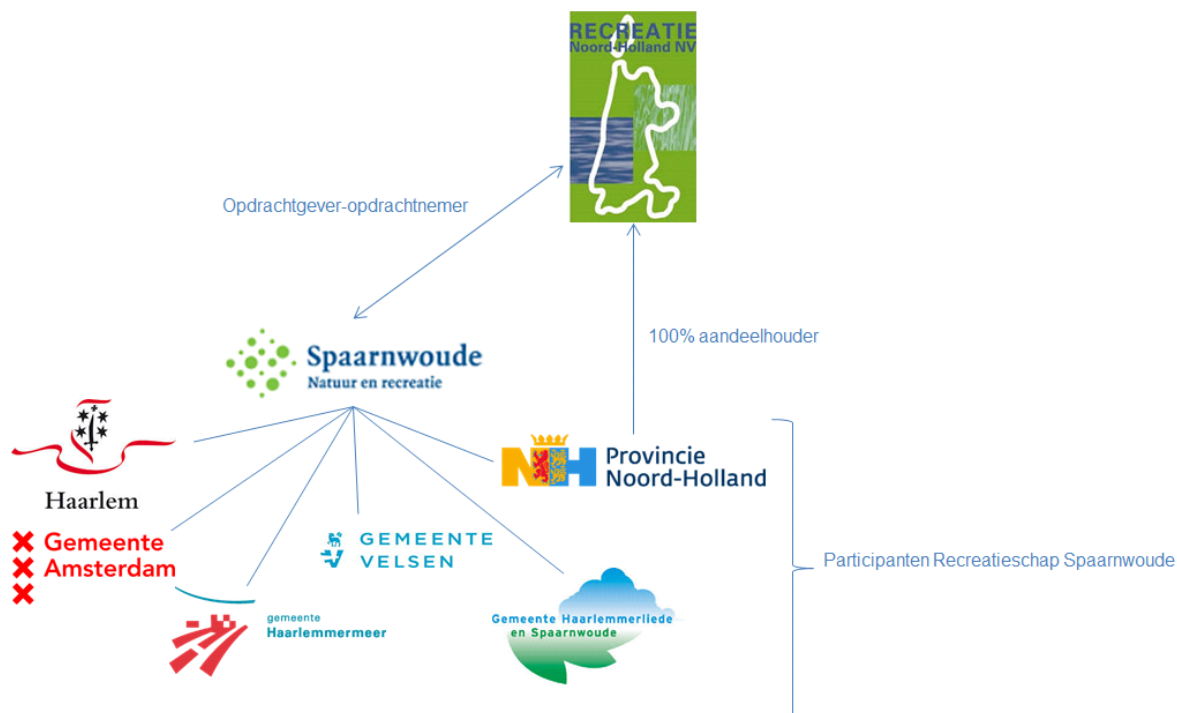 RECREATIE
Noord-Holland NV
Opdrachtgever-opdrachtnemer
100% aandeelhouder
Spaarnwoude
Natuur en recreatie
Haarlem
NH
Provincie
Noord-Holland
Gemeente
Amsterdam
GEMEENTE
VELSEN
Participanten Recreatieschap Spaarnwoude
gemeente
Haarlemmermeer
Gemeente Haarlemmerliede
en Spaarnwoude